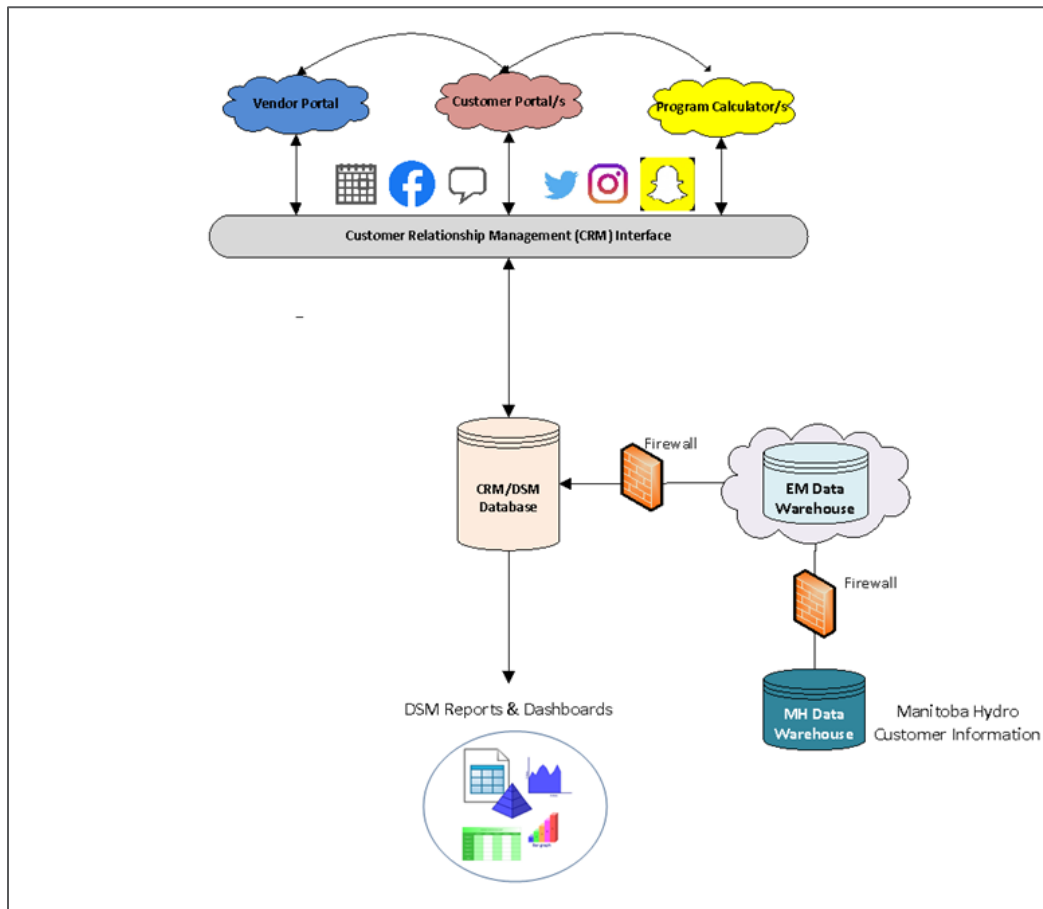 Vendor Portal
Customer Portal/s
Program Calculator/s
Customer Relationship Management (CRM) Interface
Firewall
CRM/DSM
Database
EM Data
Warehouse
Firewall
DSM Reports & Dashboards
MH Data
Warehouse
Manitoba Hydro
Customer Information